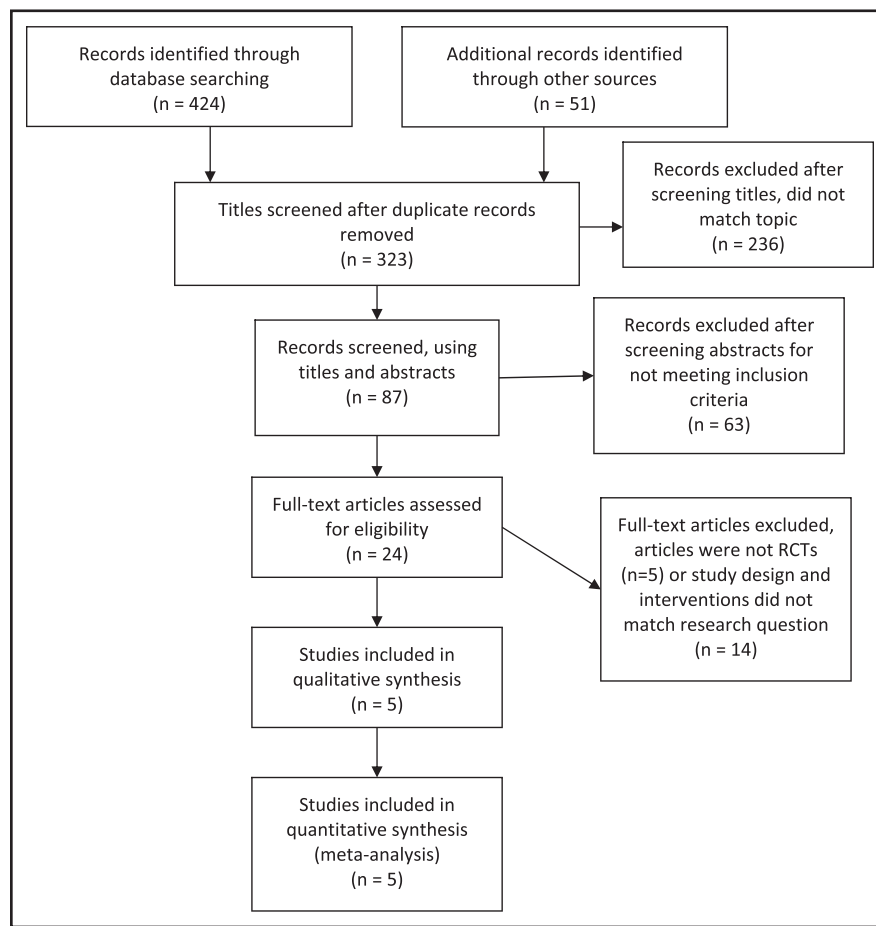 Records identified through
database searching
(n = 424)
Additional records identified
through other sources
(n = 51)
Records excluded after
screening titles, did not
match topic
(n = 236)
Titles screened after duplicate records
removed
(n = 323)
Records excluded after
screening abstracts for
not meeting inclusion
criteria
(n = 63)
Records screened, using
titles and abstracts
(n = 87)
Full-text articles assessed
for eligibility
(n = 24)
Full-text articles excluded,
articles were not RCTs
(n=5) or study design and
interventions did not
match research question
(n = 14)
Studies included in
qualitative synthesis
(n = 5)
Studies included in
quantitative synthesis
(meta-analysis)
(n = 5)